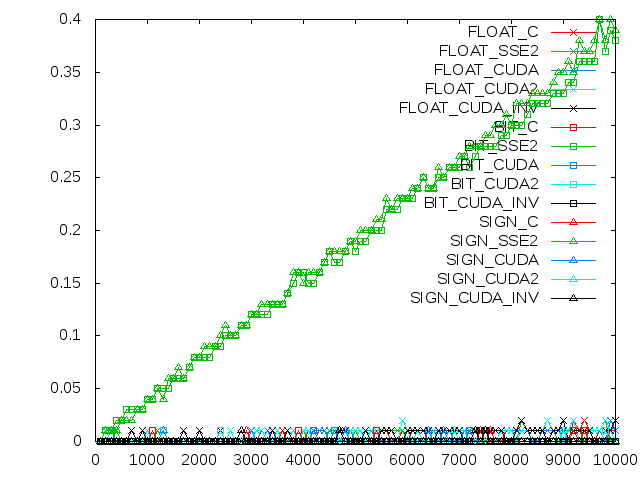 0.4
0.35
0.3
0.25
0.2
0.15
0.1
0.05
0
0 1000 2000 3000 4000 5000 6000 7000 8000 9000 10000
FLOAT_C
FLOAT_SSE2
FLOAT_CUDA
FLOAT_CUDA2
FLOAT_CUDA_INV
BIT_C
BIT_SSE2
BIT_CUDA
BIT_CUDA2
BIT_CUDA_INV
SIGN_C
SIGN_SSE2
SIGN_CUDA
SIGN_CUDA2
SIGN_CUDA_INV